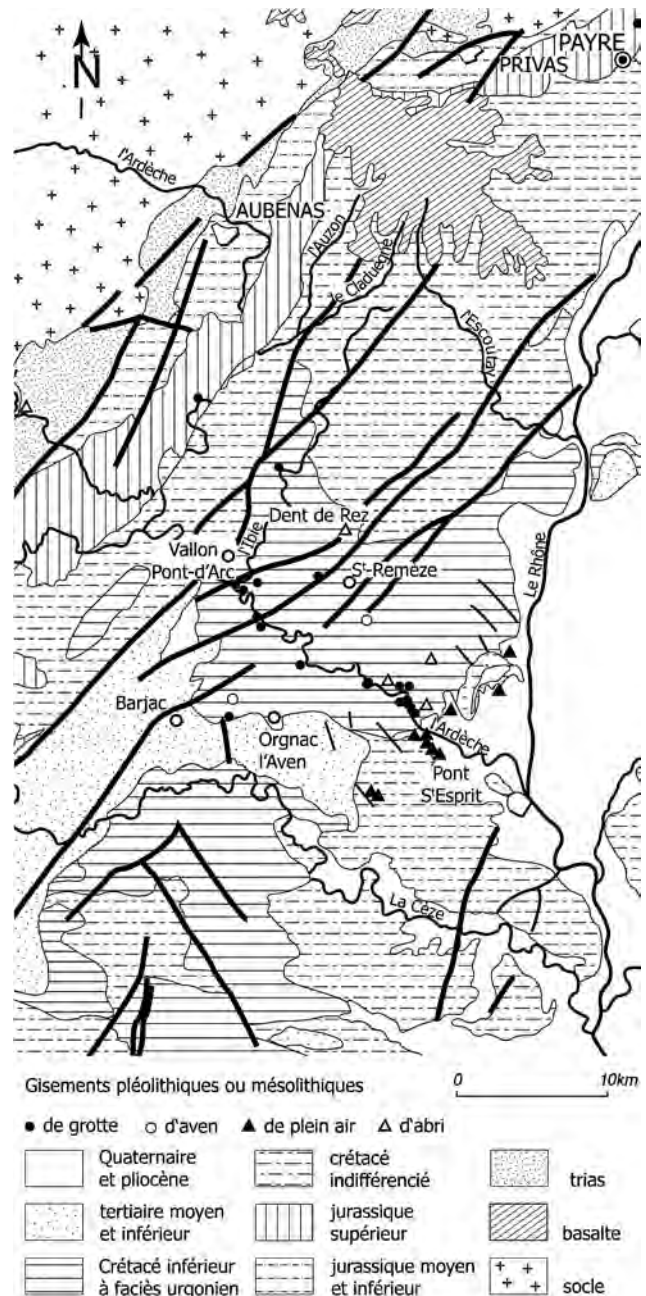 N
PAYRE
PRIVAS
l'Ardèche
AUBENAS
l'Auzon
le Claduègne
l'Escoutay
Dent de Rez
l'Ibie
Vallon
Pont-d'Arc
St-Remèze
Le Rhône
Barjac
Orgnac
l'Aven
l'Ardèche
Pont
St'Esprit
La Cèze
Gisements pléolithiques ou mésolithiques
0 10km
de grotte d'aven de plein air d'abri
Quaternaire
et pliocène
crétacé
indifférencié
trias
tertiaire moyen
et inférieur
jurassique
supérieur
basalte
Crétacé inférieur
à faciès urgonien
jurassique moyen
et inférieur
socle